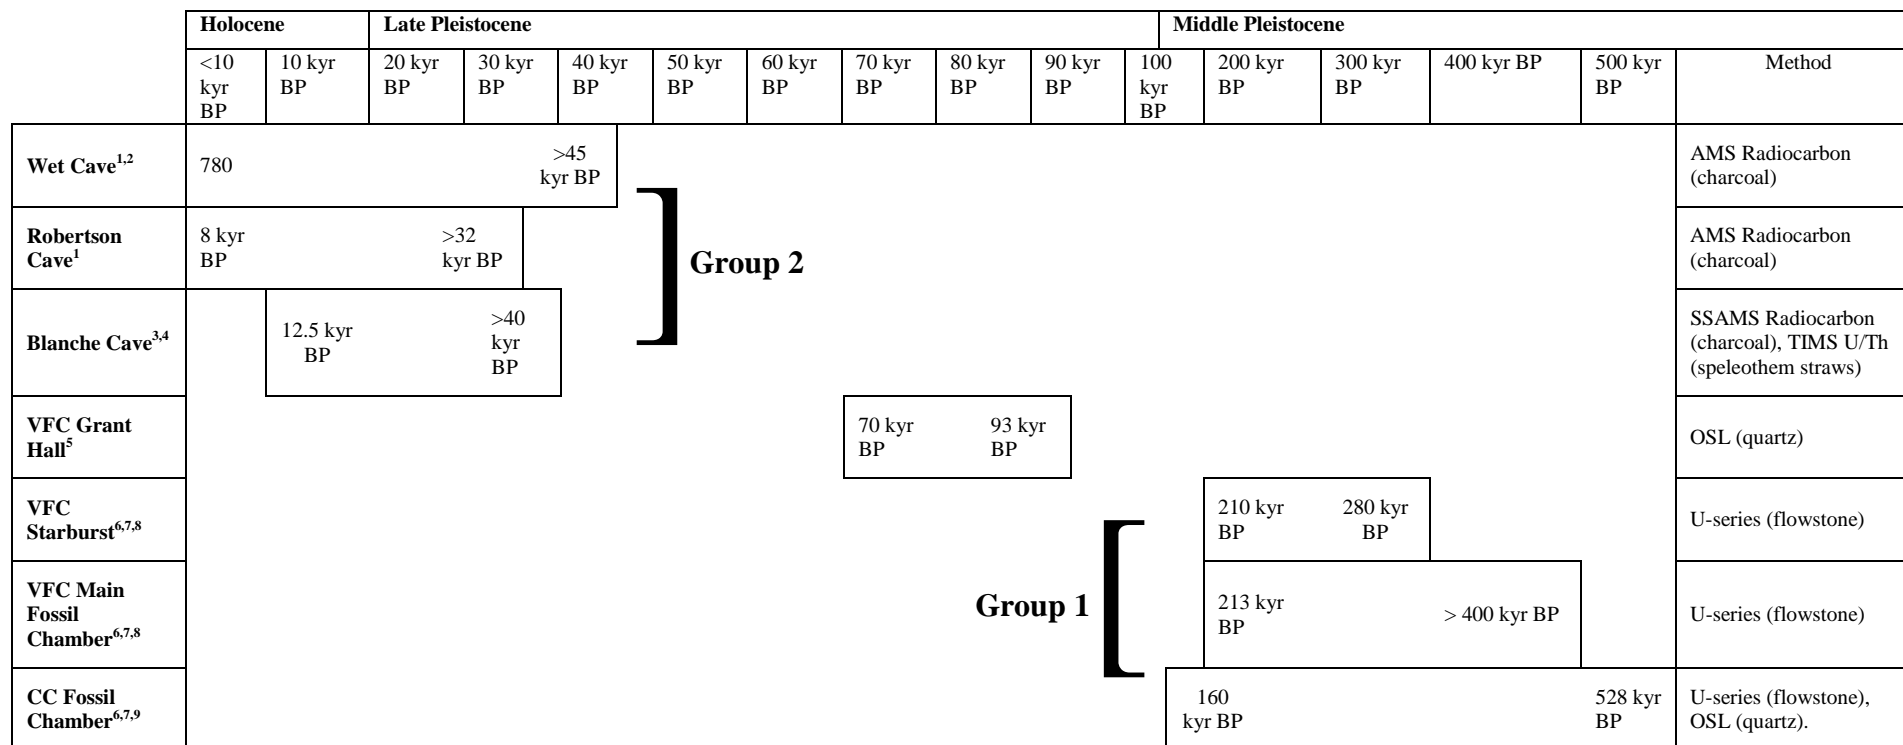 Holocene
Late Pleistocene
Middle Pleistocene
<10
kyr
BP
10 kyr
BP
20 kyr
BP
30 kyr
BP
40 kyr
BP
50 kyr
BP
60 kyr
BP
70 kyr
BP
80 kyr
BP
90 kyr
BP
100
kyr
BP
200 kyr
BP
300 kyr
BP
400 kyr BP
500 kyr
BP
Method
Wet Cave1,2
780
>45
kyr BP
AMS Radiocarbon
(charcoal)
Robertson
Cave1
8 kyr
BP
>32
kyr BP
AMS Radiocarbon
(charcoal)
Group 2
Blanche Cave3,4
12.5 kyr
BP
>40
kyr
BP
SSAMS Radiocarbon
(charcoal), TIMS U/Th
(speleothem straws)
VFC Grant
Hall5
70 kyr
BP
93 kyr
BP
OSL (quartz)
VFC
Starburst6,7,8
210 kyr
BP
280 kyr
BP
U-series (flowstone)
Group 1
VFC Main
Fossil
Chamber6,7,8
213 kyr
BP
> 400 kyr BP
U-series (flowstone)
CC Fossil
Chamber6,7,9
160
kyr BP
528 kyr
BP
U-series (flowstone),
OSL (quartz).